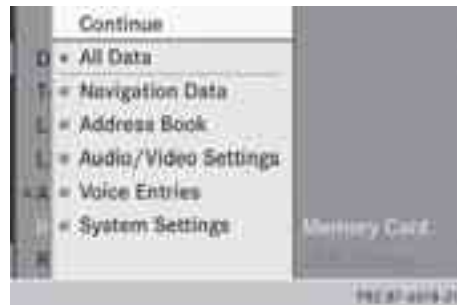 Continue
All Data
Navigation Data
Address Book
Audio/Video Settings
Voice Entries
System Settings
Memory Card